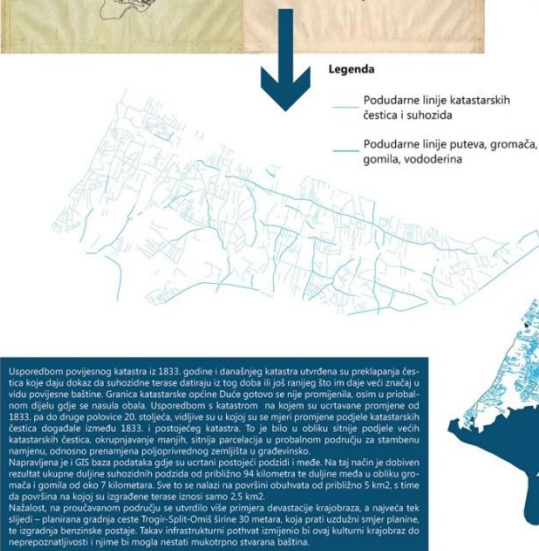 Legenda
Podudarne linije katastarskih
čestica i suhozida
Podudarne linije puteva, gromača,
gomila, vododerina
Usporedbom povijesnog katastra iz 1833. godine i današnjeg katastra utvrđena su preklapanja čes-
tica koje daju dokaz da suhozidne terase datiraju iz tog doba ili još ranijeg što im daje veći značaj u
vidu povijesne baštine. Granica katastarske općine Duće gotovo se nije promijenila, osim u priobal-
nom dijelu gdje se nasula obala. Usporedbom s katastrom na kojem su ucrtavane promjene od
1833. pa do druge polovice 20. stoljeća, vidljive su u kojoj su se mjeri promjene podjele katastarskih
čestica događale između 1833. i postojećeg katastra. To je bilo u obliku sitnije podjele većih
katastarskih čestica, okrupnjavanje manjih, sitnija parcelacija u probalnom području za stambenu
namjenu, odnosno prenamjena poljoprivrednog zemljišta u građevinsko.
Napravljena je i GIS baza podataka gdje su ucrtani postojeći podzidi i međe. Na taj način je dobiven
rezultat ukupne duljine suhozidnih podzida od približno 94 kilometra te duljine međa u obliku gro-
mača i gomila od oko 7 kilometara. Sve to se nalazi na površini obuhvata od približno 5 km2, s time
da površina na kojoj su izgrađene terase iznosi samo 2,5 km2.
Nažalost, na proučavanom području se utvrdilo više primjera devastacije krajobraza, a najveća tek
slijedi – planirana gradnja ceste Trogir-Split-Omiš širine 30 metara, koja prati uzdužni smjer planine,
te izgradnja benzinske postaje. Takav infrastrukturni pothvat izmijenio bi ovaj kulturni krajobraz do
neprepoznatljivosti i njime bi mogla nestati mukotrpno stvarana baština.